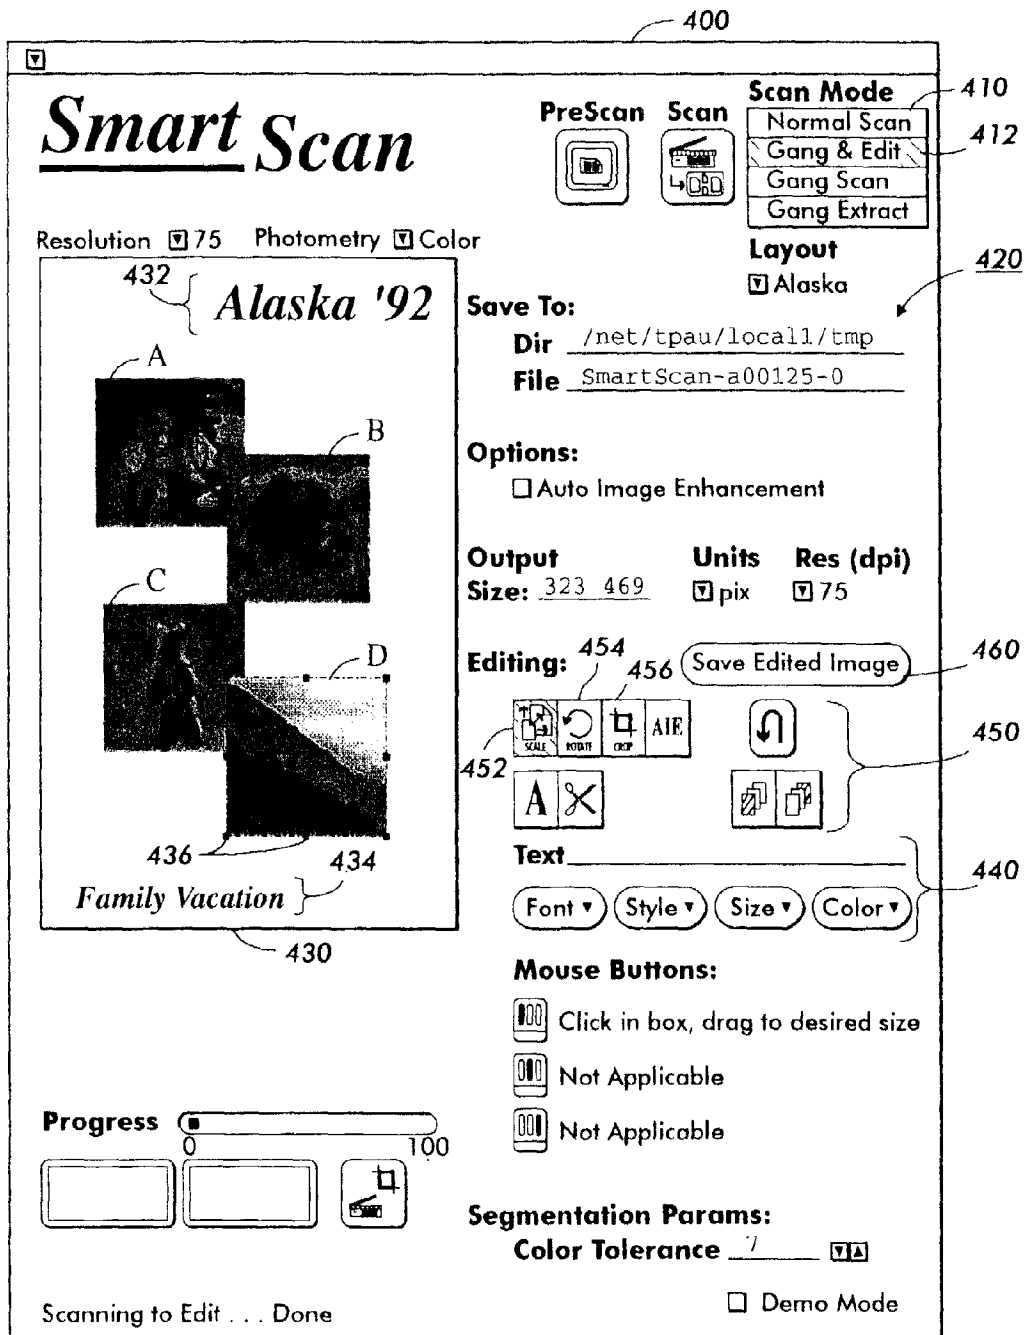 400
Smart Scan
PreScan Scan
Scan Mode
410
Normal Scan
412
Gang & Edit
Gang Scan
Gang Extract
Resolution 75 Photometry Color
Layout
Alaska
420
432
Alaska '92
Save To:
Dir /net/tpau/local1/tmp
File SmartScan-a00125-0
A
B
Options:
Auto Image Enhancement
Output Units Res (dpi)
Size: 323 469 pix 75
C
D
Editing:
454
456
Save Edited Image
460
SCALE ROTATE CROP AIE
452
450
A
436
434
Family Vacation
430
Text
440
Font Style Size Color
Mouse Buttons:
Click in box, drag to desired size
Not Applicable
Not Applicable
Progress
0 100
Segmentation Params:
Color Tolerance 7
Demo Mode
Scanning to Edit . . . Done